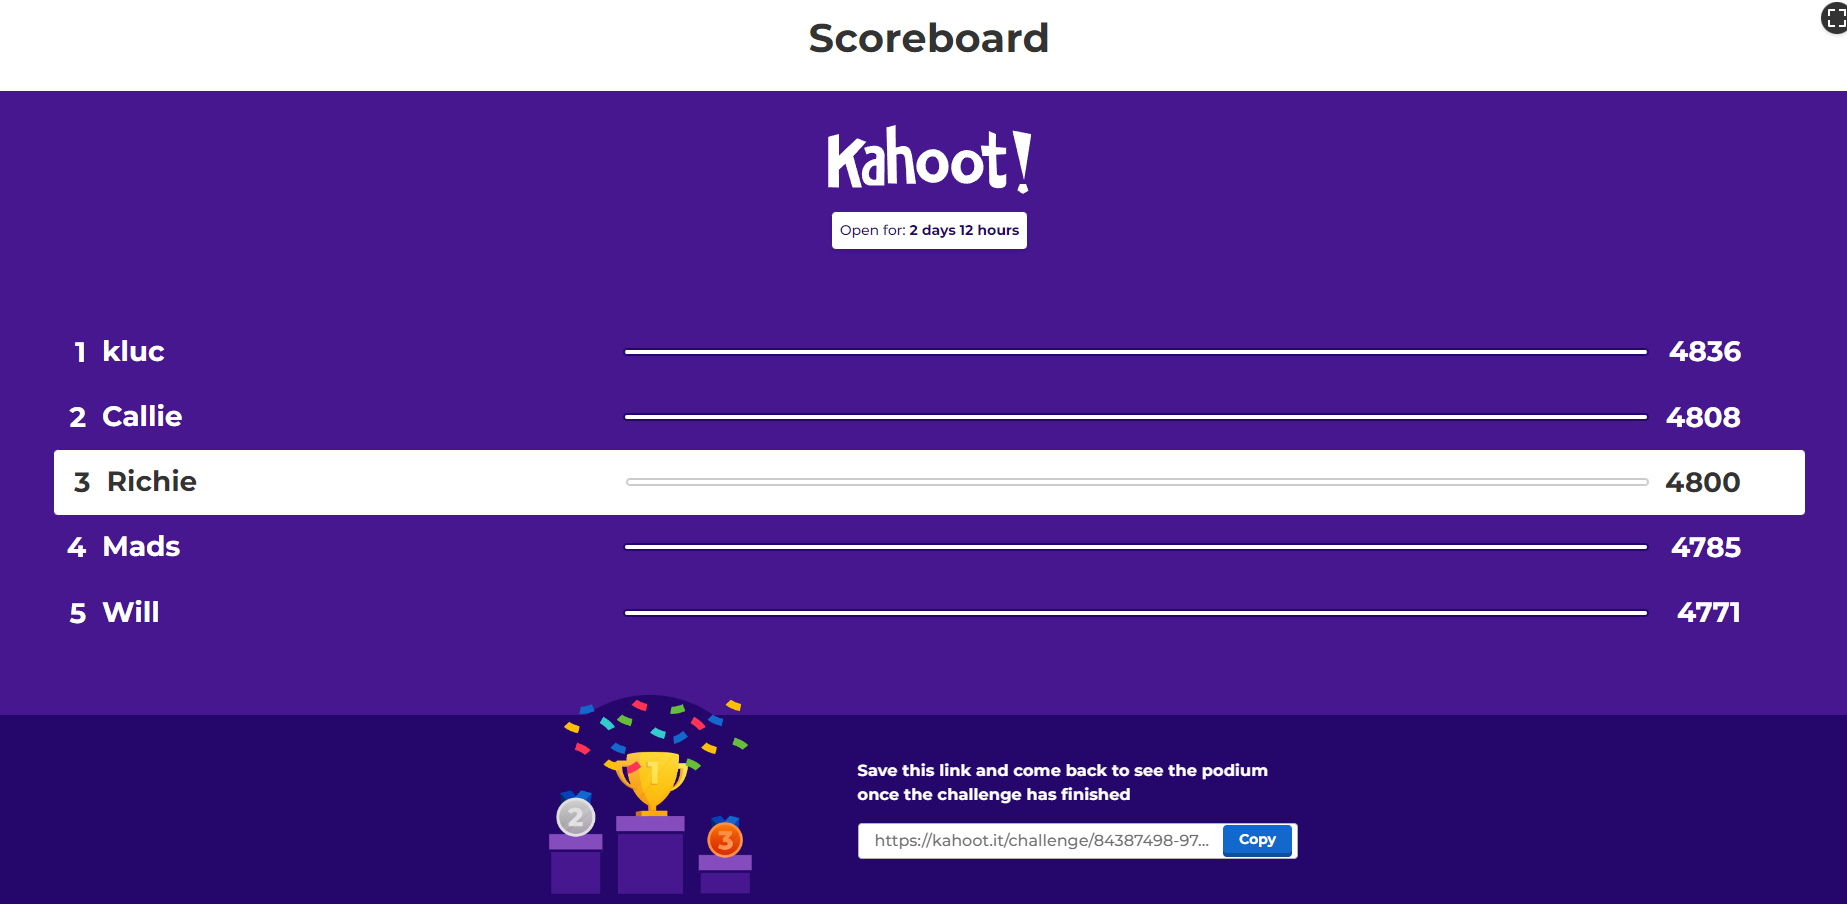 Scoreboard
Kahoot!
Open for: 2 days 12 hours
1 kluc 4836
2 Callie 4808
3 Richie 4800
4 Mads 4785
5 Will 4771
1
2
3
Save this link and come back to see the podium
once the challenge has finished
https://kahoot.it/challenge/84387498-97... Copy